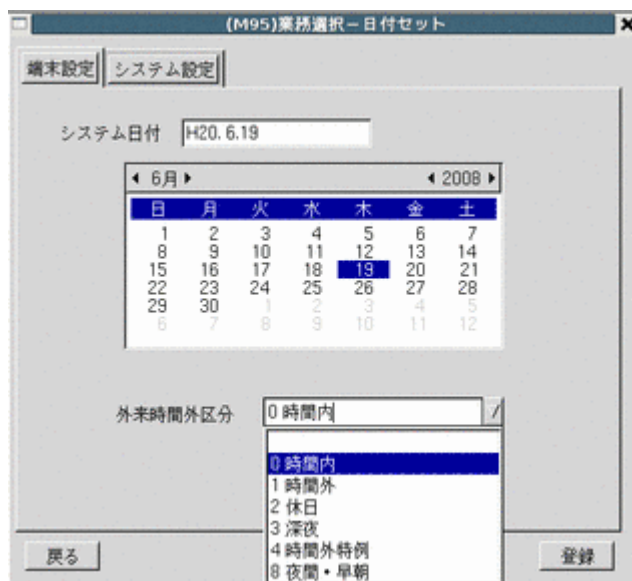 (M95)業務選択－日付セット
端末設定 システム設定
システム日付 H20. 6.19
6月 2008
日 月 火 水 木 金 土
1 2 3 4 5 6 7
8 9 10 11 12 13 14
15 16 17 18 19 20 21
22 23 24 25 26 27 28
29 30 1 2 3 4 5
6 7 8 9 10 11 12
外来時間外区分 0 時間内
0 時間内
1 時間外
2 休日
3 深夜
4 時間外特例
8 夜間・早朝
戻る 登録